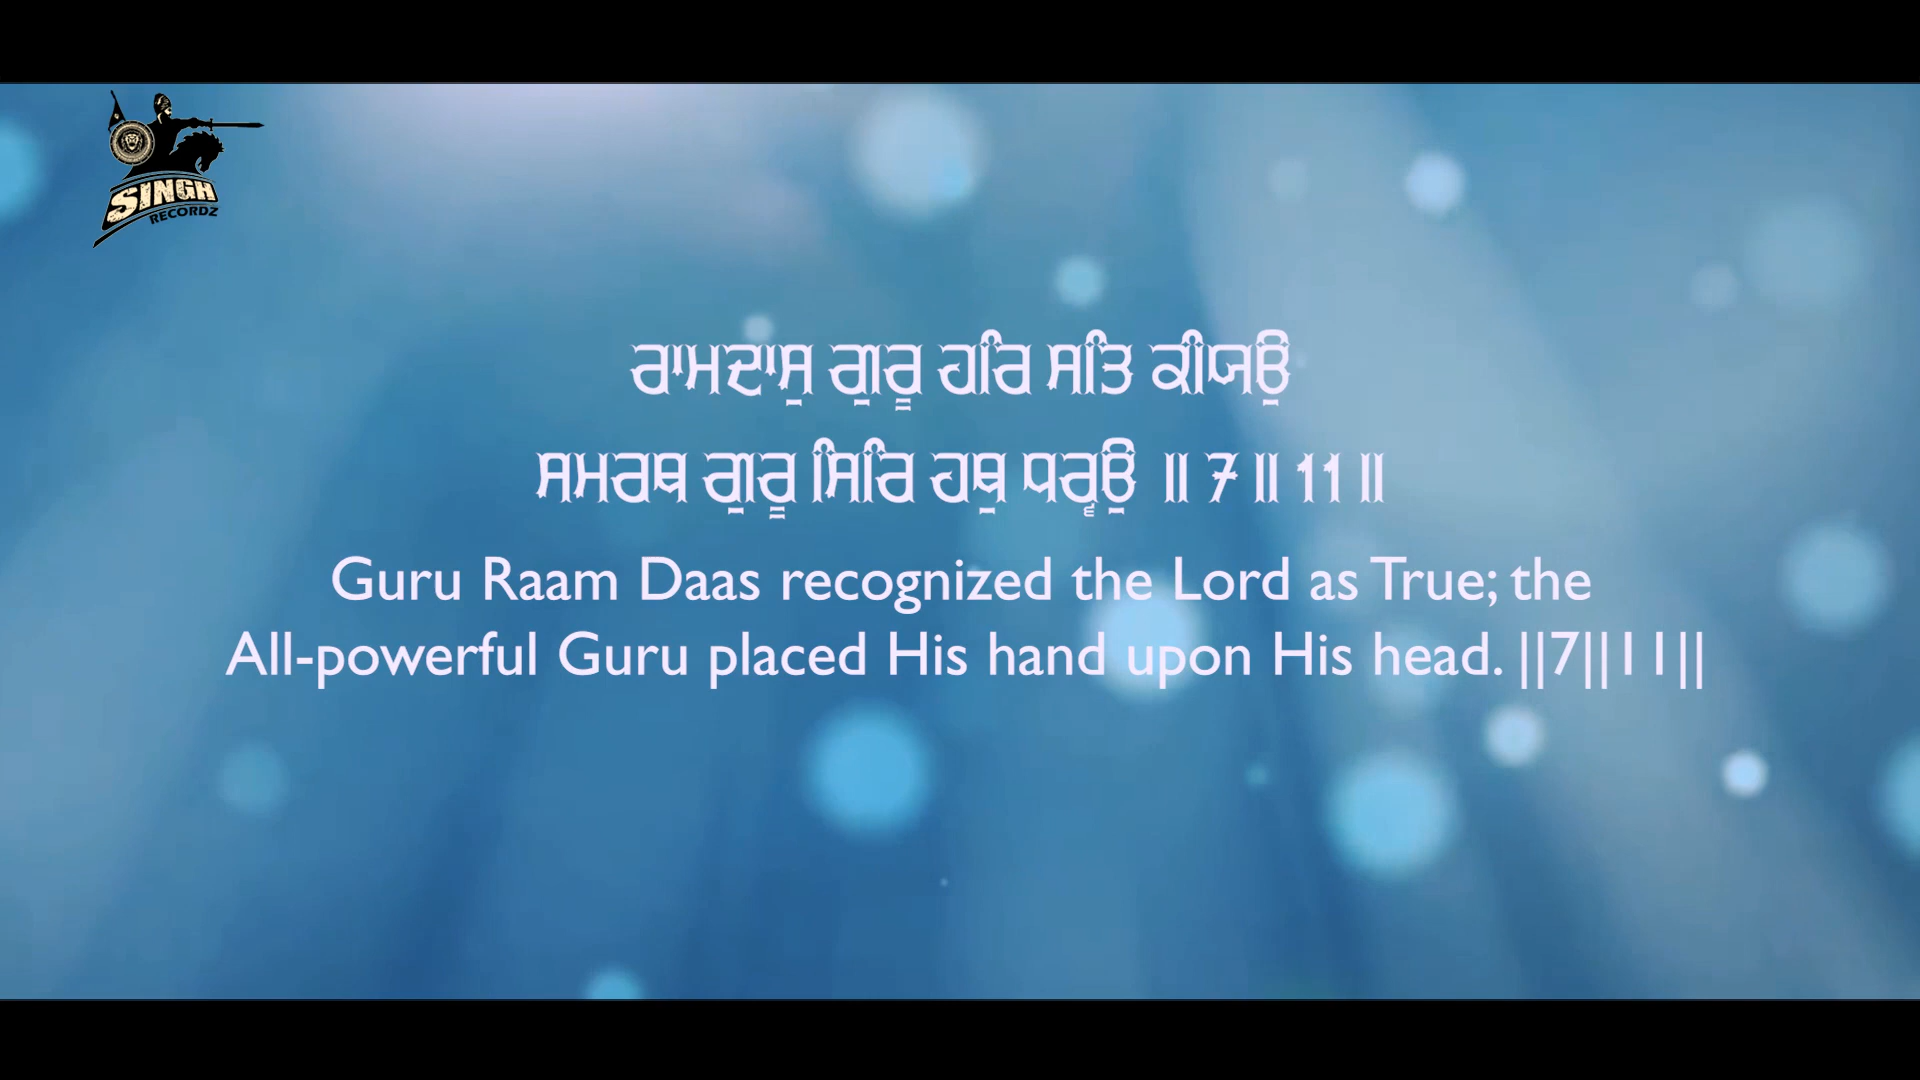 SINGH
RECORDZ
ਰਾਮਦਾਸੁ ਗੁਰੂ ਹਰਿ ਸਤਿ ਕੀਯਉ
ਸਮਰਥ ਗੁਰੂ ਸਿਰਿ ਹਥੁ ਧਰ੍ਯਉ ॥ 7 ॥ 11 ॥
Guru Raam Daas recognized the Lord as True; the
All-powerful Guru placed His hand upon His head. ||7||11||